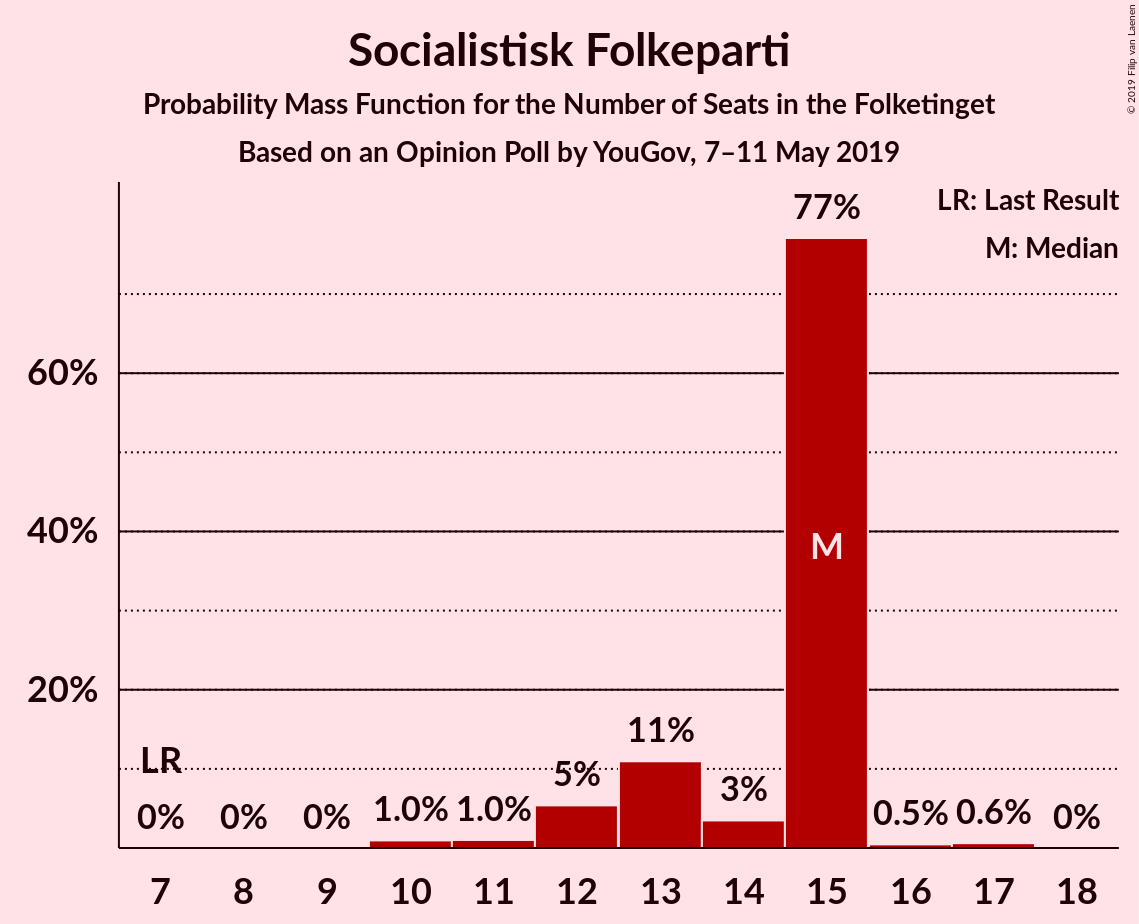 Socialistisk Folkeparti
Probability Mass Function for the Number of Seats in the Folketinget
Based on an Opinion Poll by YouGov, 7–11 May 2019
© 2019 Filip van Laenen
LR: Last Result
M: Median
77%
60%
40%
20%
M
LR
0%
0%
0%
1.0%
1.0%
5%
11%
3%
0.5%
0.6%
0%
7 8 9 10 11 12 13 14 15 16 17 18